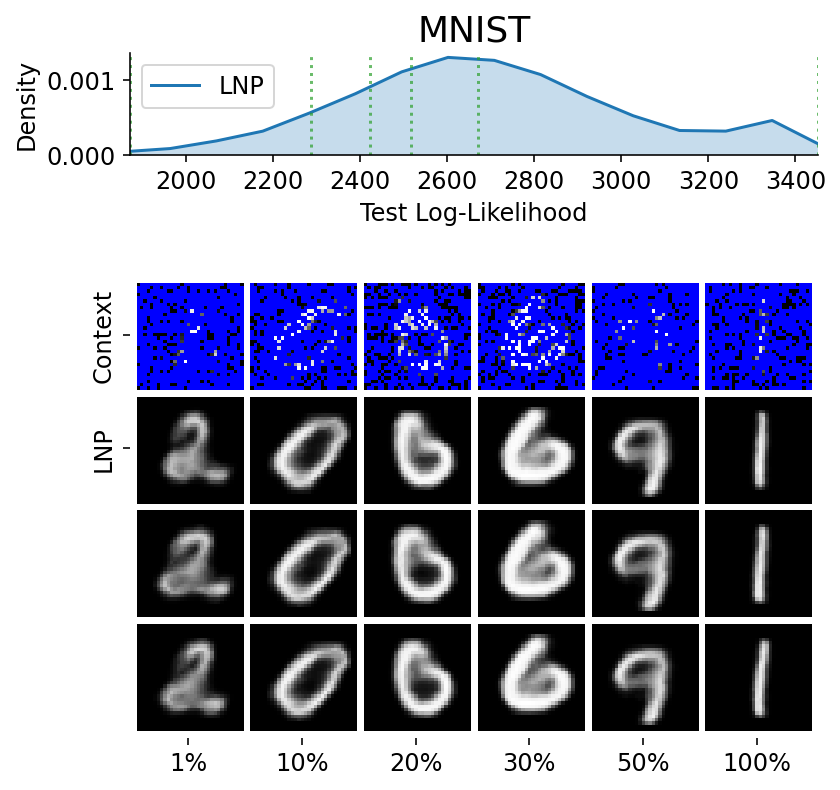 MNIST
Density
0.001
0.000
LNP
2000 2200 2400 2600 2800 3000 3200 3400
Test Log-Likelihood
Context
LNP
1% 10% 20% 30% 50% 100%